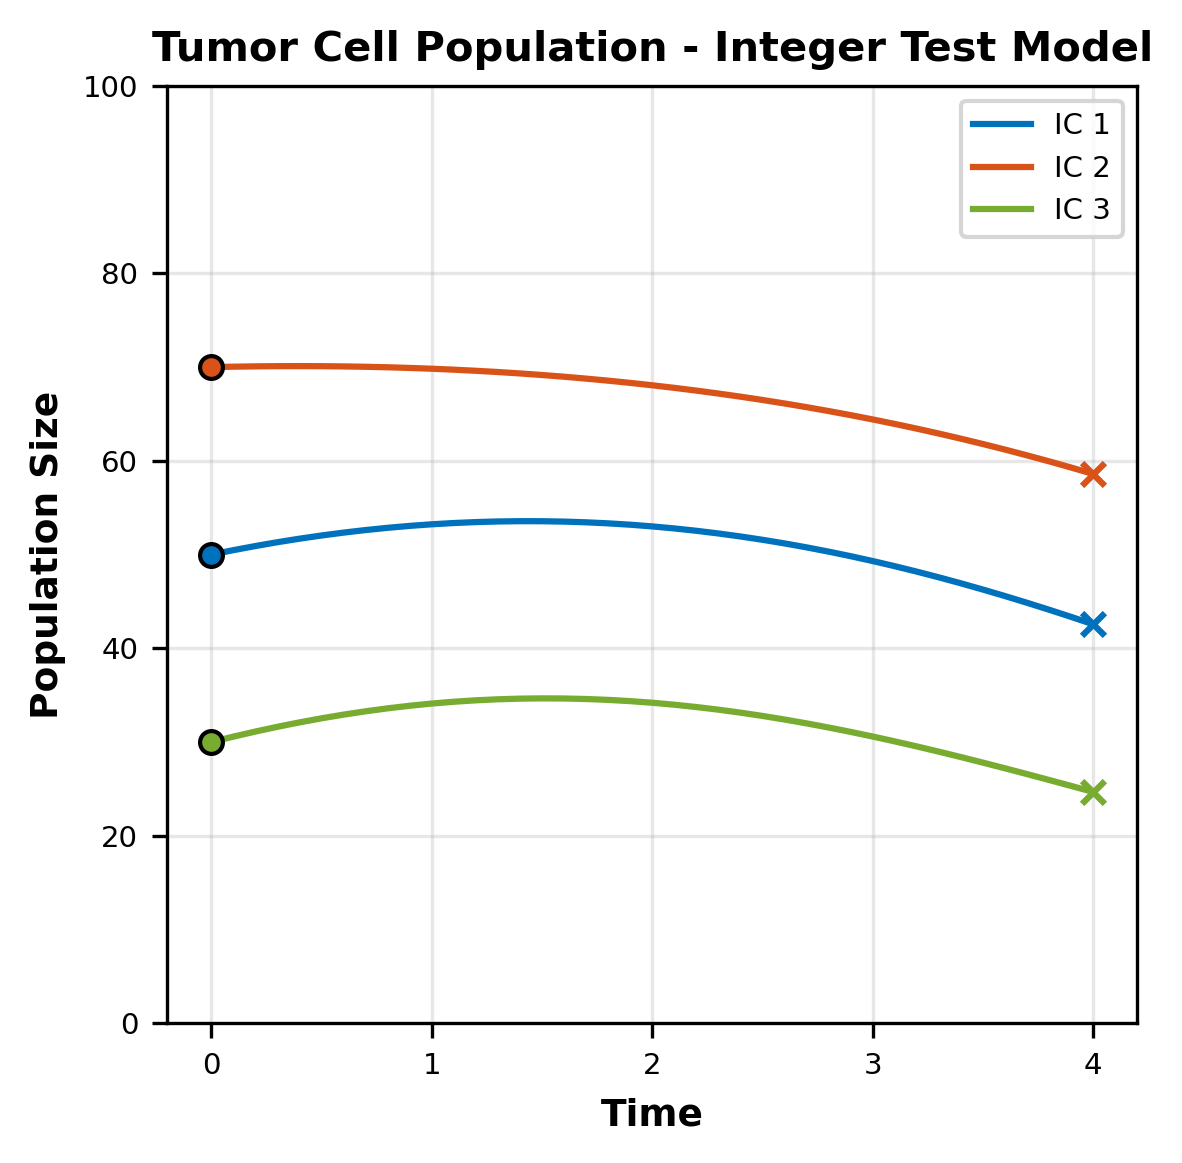 Tumor Cell Population - Integer Test Model
100
80
60
40
20
0
Population Size
IC 1
IC 2
IC 3
0 1 2 3 4
Time